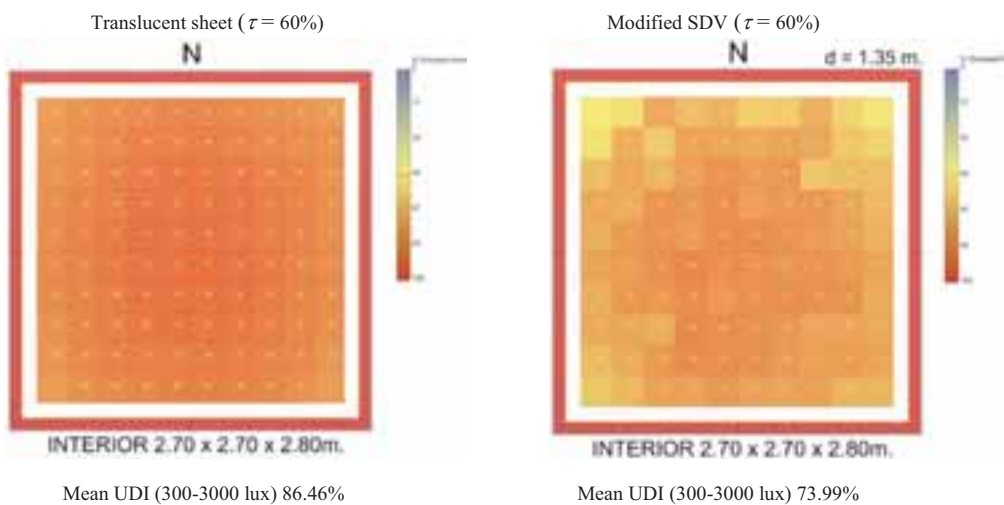 Translucent sheet (τ = 60%)
Modified SDV (τ = 60%)
N
N
d = 1.35 m.
INTERIOR 2.70 x 2.70 x 2.80m.
INTERIOR 2.70 x 2.70 x 2.80m.
Mean UDI (300-3000 lux) 86.46%
Mean UDI (300-3000 lux) 73.99%